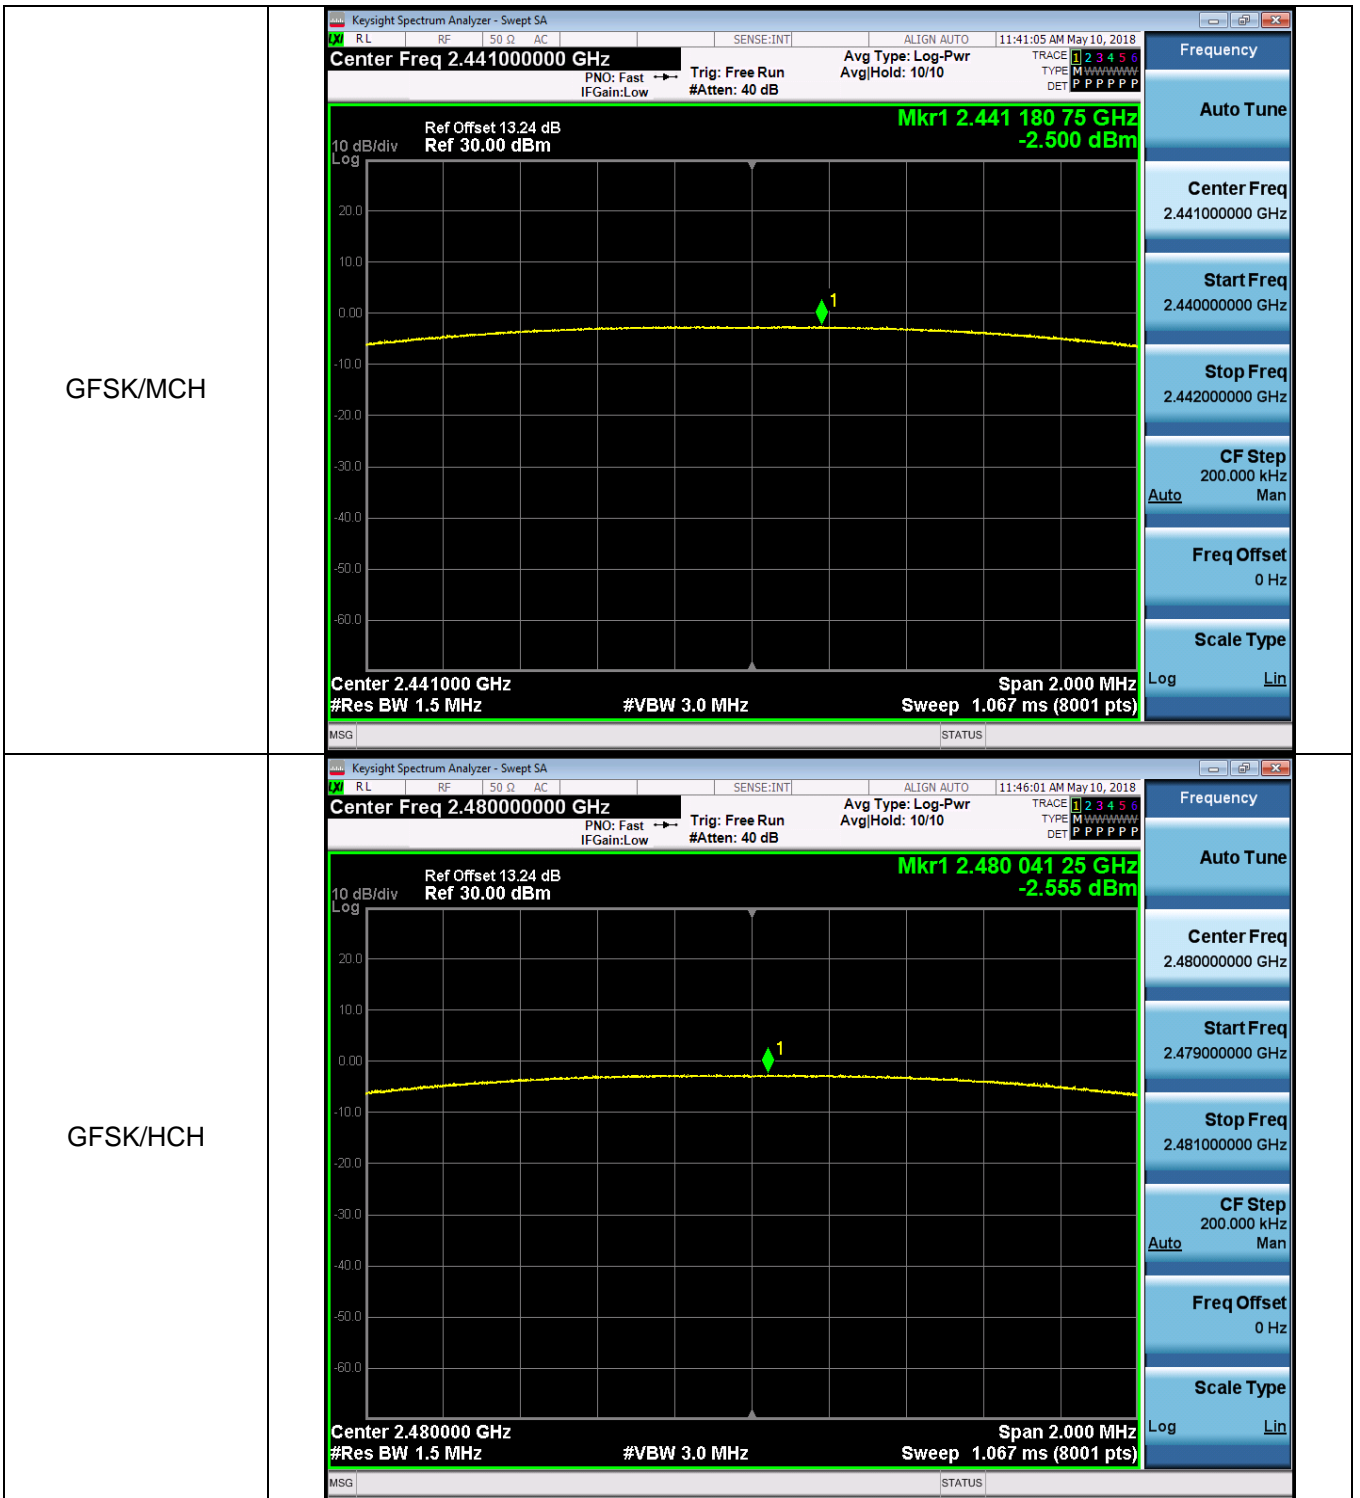 GFSK/MCH
Keysight Spectrum Analyzer - Swept SA
LXI RL RF 50 Ω AC SENSE:INT ALIGN AUTO 11:41:05 AM May 10, 2018
Center Freq 2.441000000 GHz
PNO: Fast
IFGain:Low
Trig: Free Run
#Atten: 40 dB
Avg Type: Log-Pwr
Avg|Hold: 10/10
TRACE 1 2 3 4 5 6
TYPE M WWWWW
DET P P P P P P
Mkr1 2.441 180 75 GHz
-2.500 dBm
Ref Offset 13.24 dB
10 dB/div Ref 30.00 dBm
Log
20.0
10.0
0.00
-10.0
-20.0
-30.0
-40.0
-50.0
-60.0
1
Center 2.441000 GHz Span 2.000 MHz
#Res BW 1.5 MHz #VBW 3.0 MHz Sweep 1.067 ms (8001 pts)
MSG STATUS
Frequency
Auto Tune
Center Freq
2.441000000 GHz
Start Freq
2.440000000 GHz
Stop Freq
2.442000000 GHz
CF Step
200.000 kHz
Auto Man
Freq Offset
0 Hz
Scale Type
Log Lin
GFSK/HCH
Keysight Spectrum Analyzer - Swept SA
LXI RL RF 50 Ω AC SENSE:INT ALIGN AUTO 11:46:01 AM May 10, 2018
Center Freq 2.480000000 GHz
PNO: Fast
IFGain:Low
Trig: Free Run
#Atten: 40 dB
Avg Type: Log-Pwr
Avg|Hold: 10/10
TRACE 1 2 3 4 5 6
TYPE M WWWWW
DET P P P P P P
Mkr1 2.480 041 25 GHz
-2.555 dBm
Ref Offset 13.24 dB
10 dB/div Ref 30.00 dBm
Log
20.0
10.0
0.00
-10.0
-20.0
-30.0
-40.0
-50.0
-60.0
1
Center 2.480000 GHz Span 2.000 MHz
#Res BW 1.5 MHz #VBW 3.0 MHz Sweep 1.067 ms (8001 pts)
MSG STATUS
Frequency
Auto Tune
Center Freq
2.480000000 GHz
Start Freq
2.479000000 GHz
Stop Freq
2.481000000 GHz
CF Step
200.000 kHz
Auto Man
Freq Offset
0 Hz
Scale Type
Log Lin